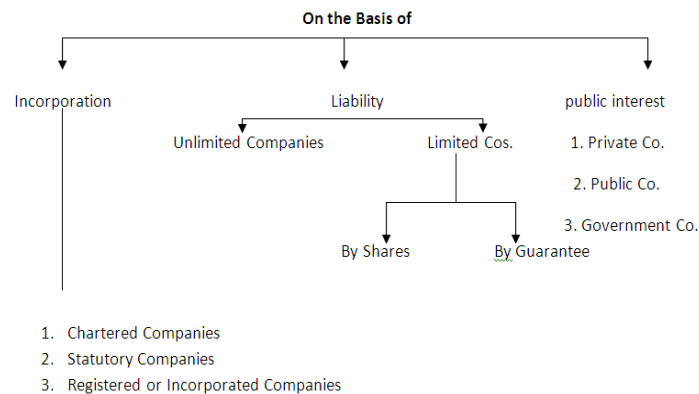 On the Basis of
Incorporation
Liability
public interest
Unlimited Companies
Limited Cos.
1. Private Co.
2. Public Co.
3. Government Co.
By Shares
By Guarantee
1. Chartered Companies
2. Statutory Companies
3. Registered or Incorporated Companies